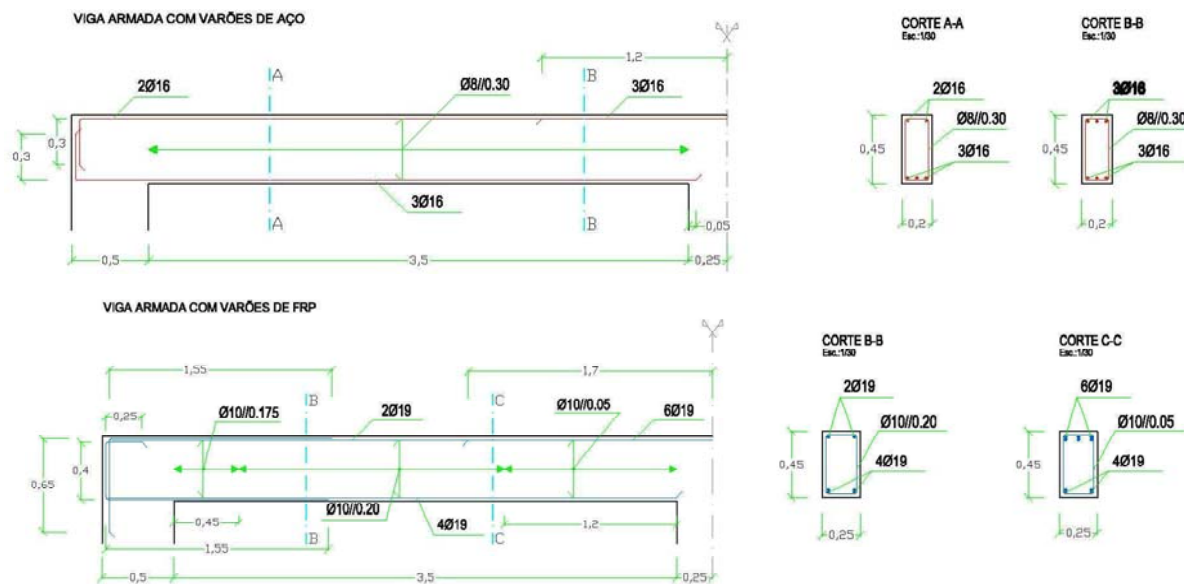 VIGA ARMADA COM VARÕES DE AÇO
CORTE A-A
Esc.:1/30
CORTE B-B
Esc.:1/30
1,2
2Ø16
A
Ø8//0.30
B
3Ø16
0,3
0,3
3Ø16
A
B
0,05
0,5
3,5
0,25
2Ø16
Ø8//0.30
0,45
3Ø16
0,2
3Ø16
Ø8//0.30
0,45
3Ø16
0,2
VIGA ARMADA COM VARÕES DE FRP
CORTE B-B
Esc.:1/30
CORTE C-C
Esc.:1/30
1,55
1,7
0,25
Ø10//0.175
B
2Ø19
C
Ø10//0.05
6Ø19
0,65
0,4
Ø10//0.20
4Ø19
0,45
1,2
1,55
B
C
0,5
3,5
0,25
2Ø19
Ø10//0.20
0,45
4Ø19
0,25
6Ø19
Ø10//0.05
0,45
4Ø19
0,25